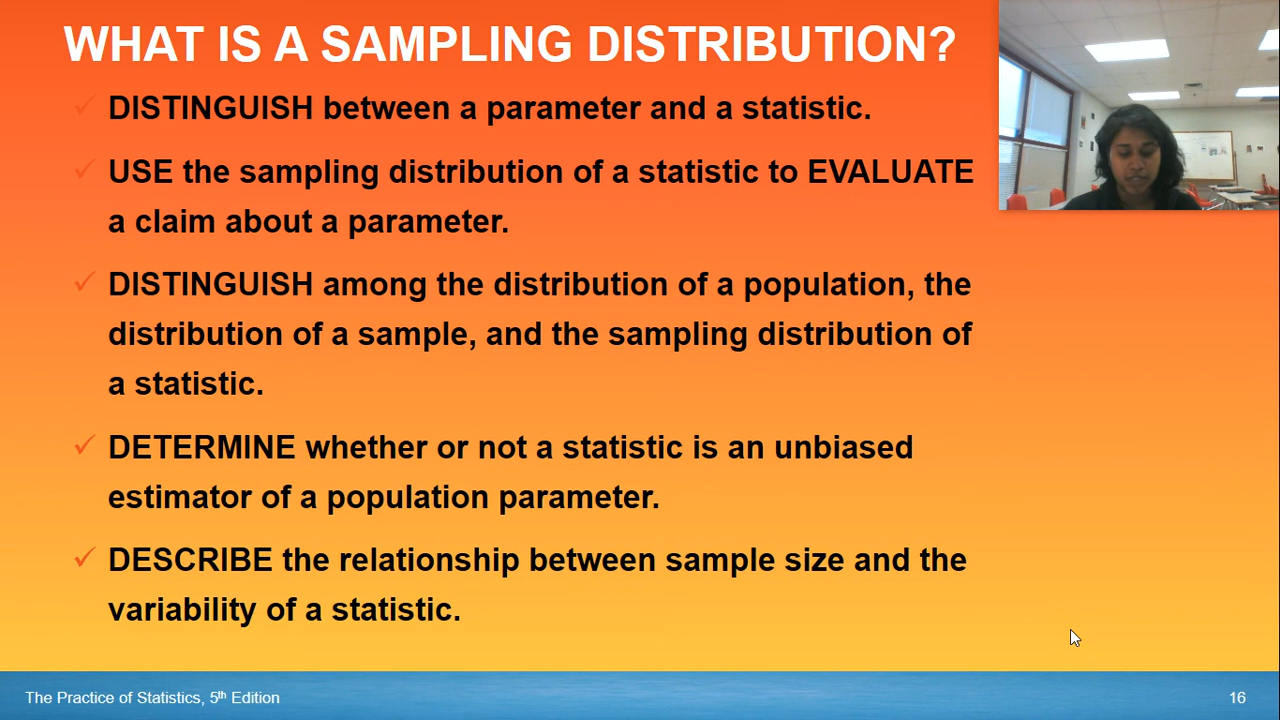 WHAT IS A SAMPLING DISTRIBUTION?
DISTINGUISH between a parameter and a statistic.
USE the sampling distribution of a statistic to EVALUATE
a claim about a parameter.
DISTINGUISH among the distribution of a population, the
distribution of a sample, and the sampling distribution of
a statistic.
DETERMINE whether or not a statistic is an unbiased
estimator of a population parameter.
DESCRIBE the relationship between sample size and the
variability of a statistic.
The Practice of Statistics, 5th Edition
16